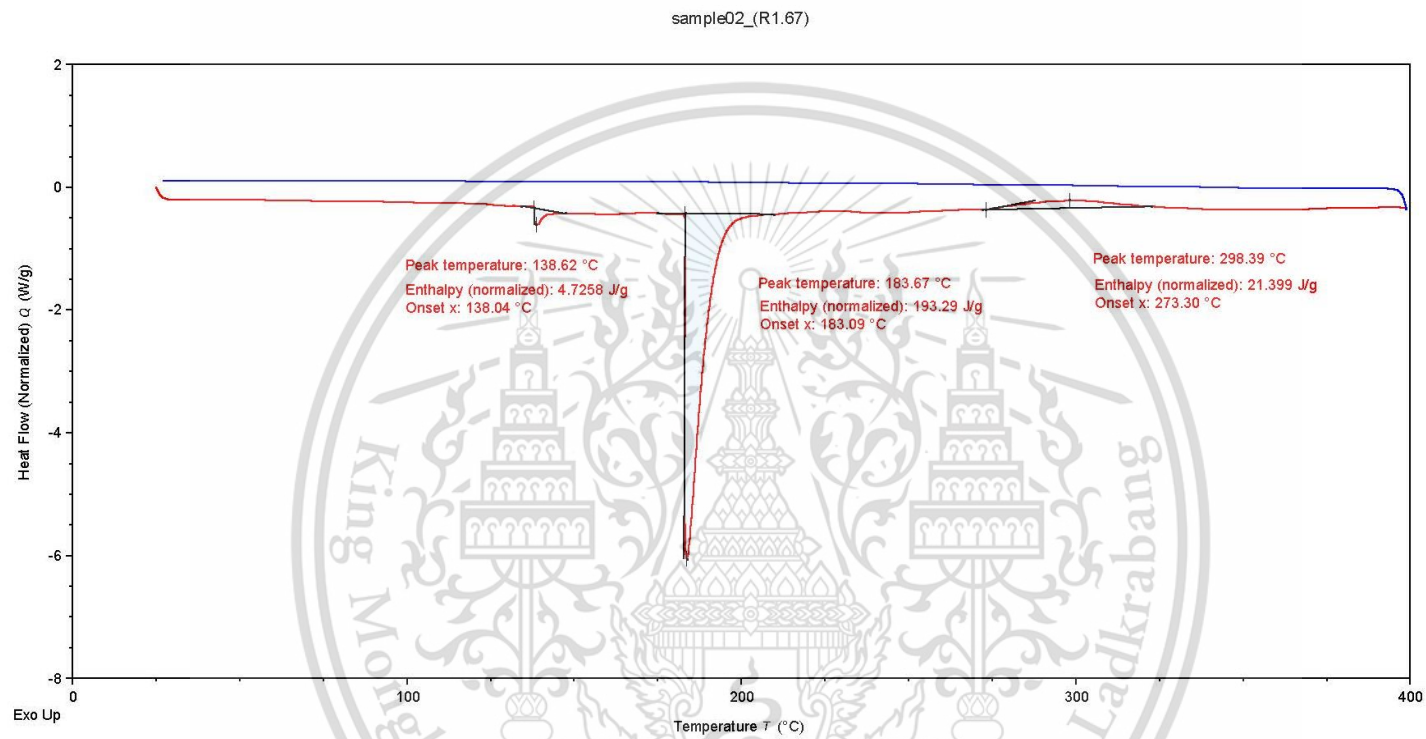 sample02_(R1.67)
2
0
-2
-4
-6
-8
Heat Flow (Normalized) Q (W/g)
Peak temperature: 138.62 °C
Enthalpy (normalized): 4.7258 J/g
Onset x: 138.04 °C
Peak temperature: 183.67 °C
Enthalpy (normalized): 193.29 J/g
Onset x: 183.09 °C
Peak temperature: 298.39 °C
Enthalpy (normalized): 21.399 J/g
Onset x: 273.30 °C
King Mong
Ladkrabang
0
100
200
300
400
Exo Up
Temperature T (°C)